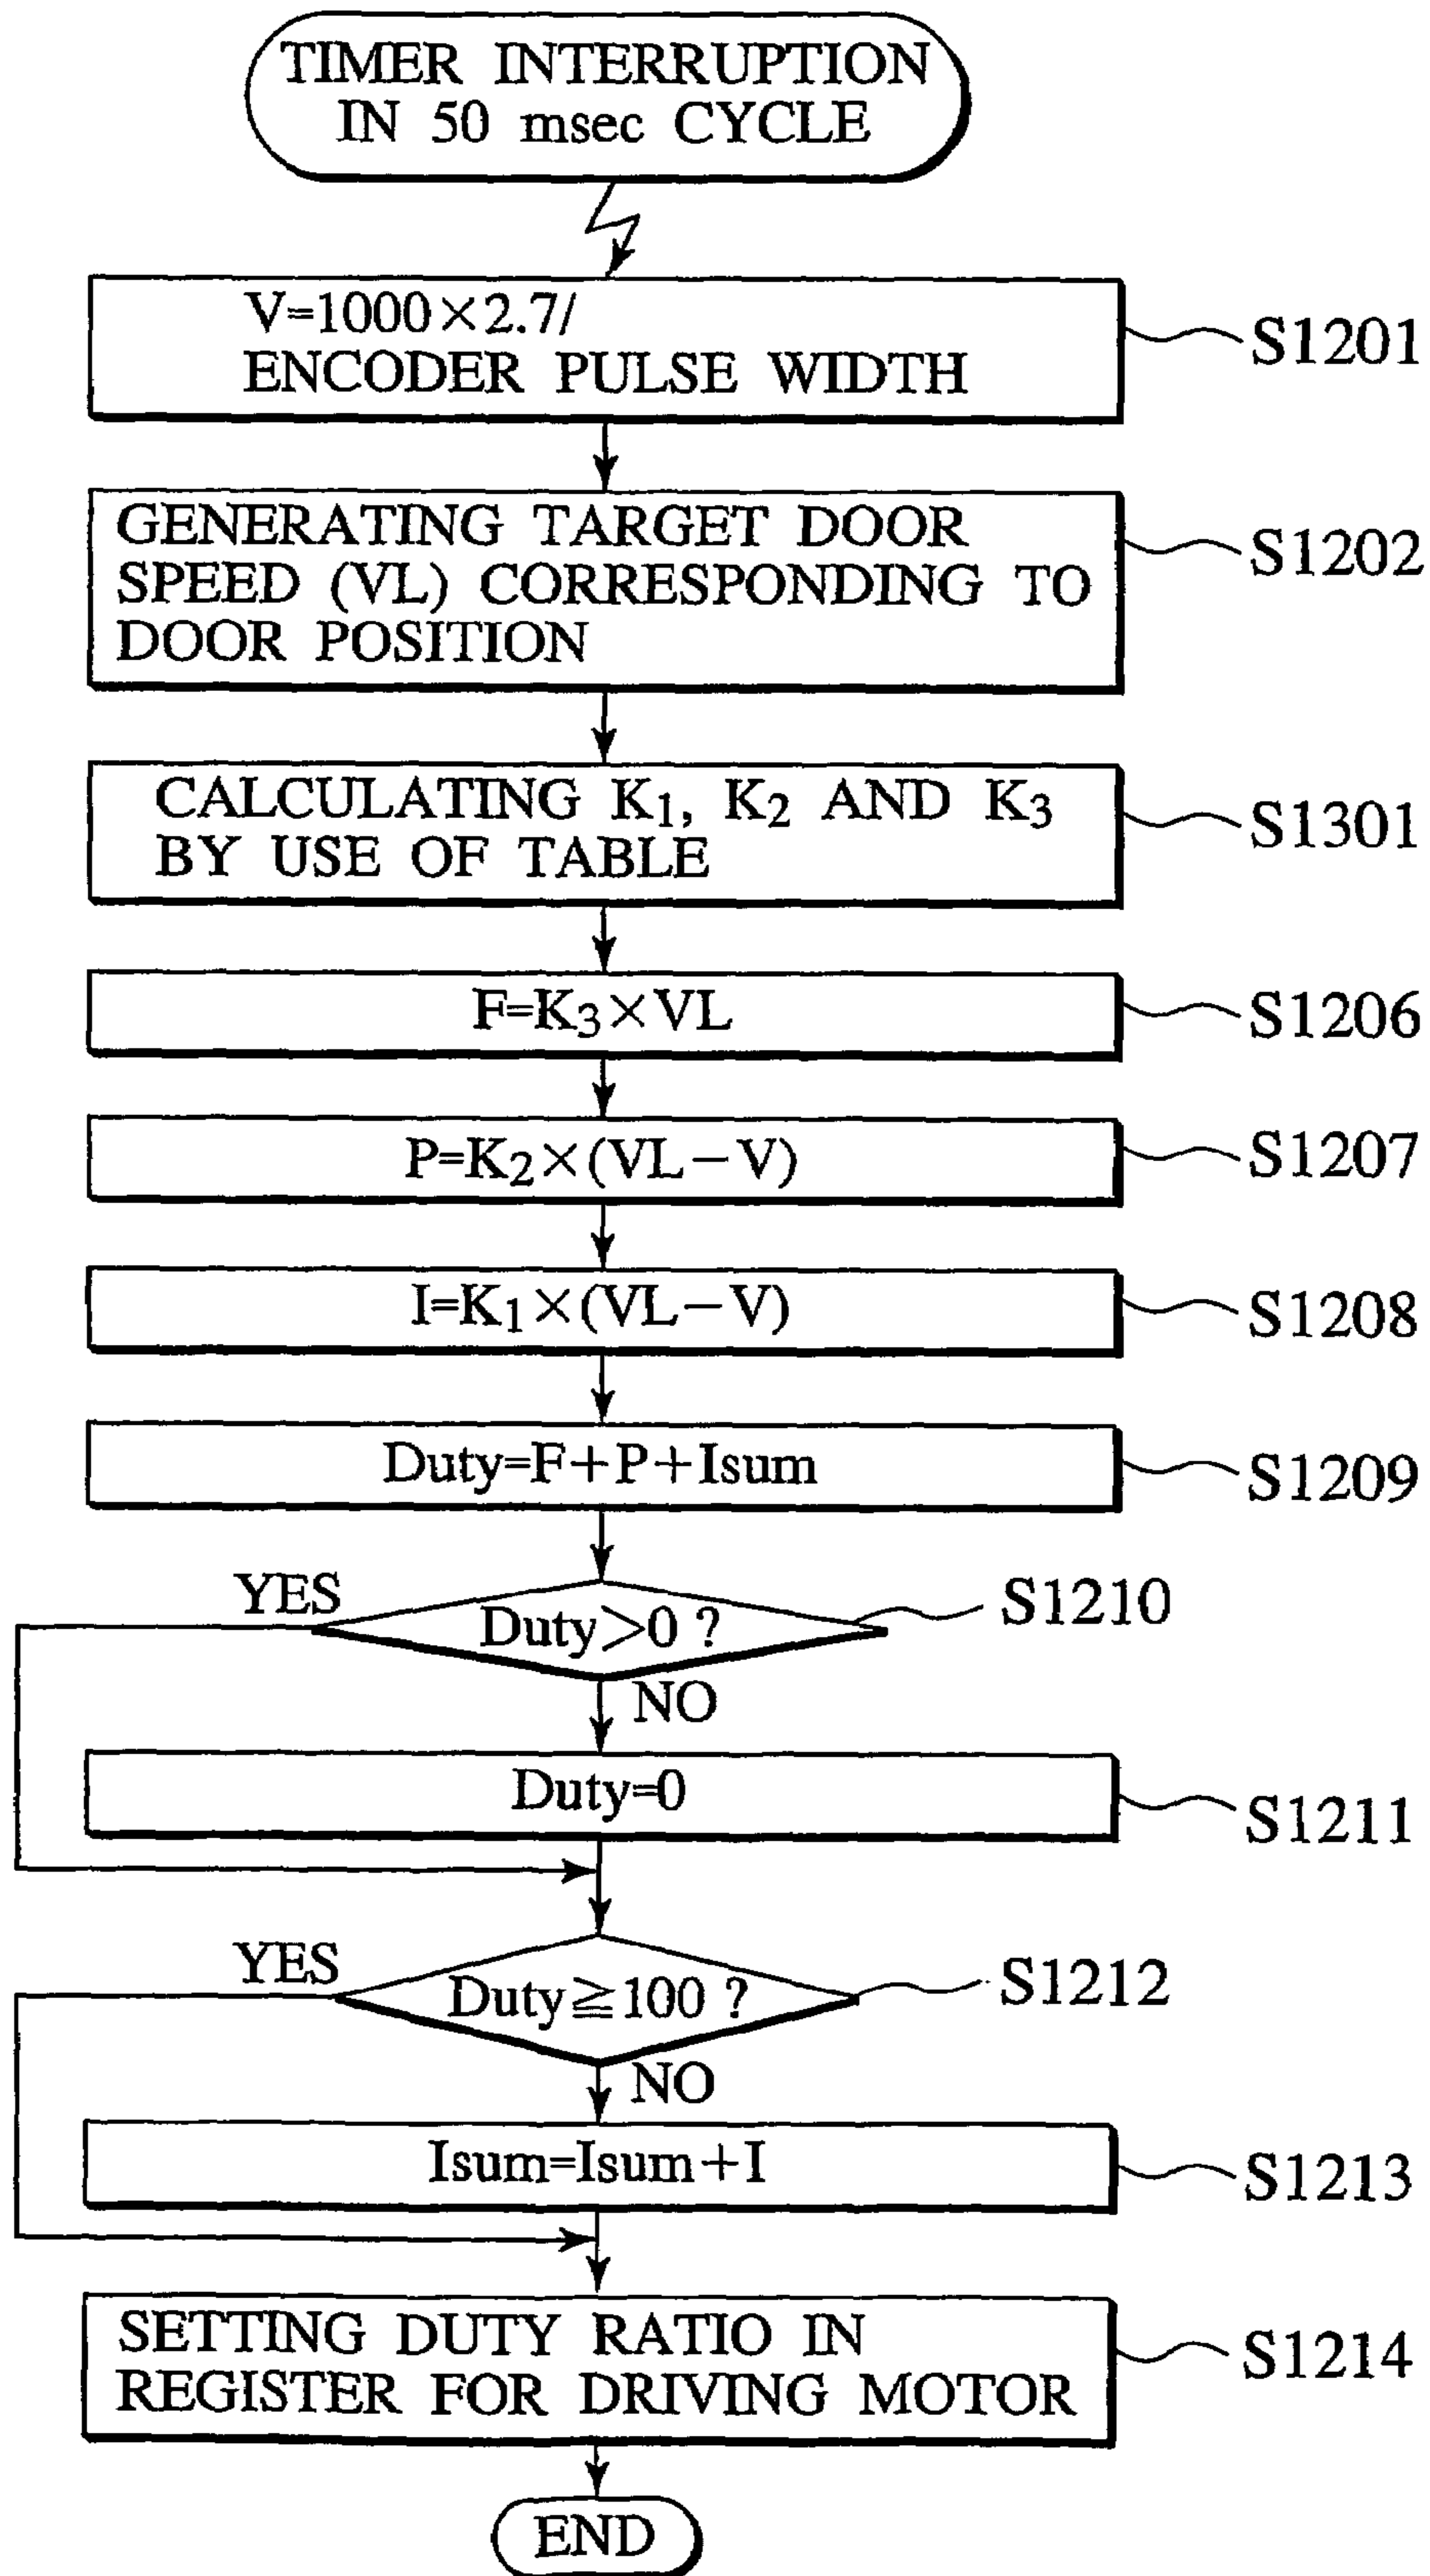 TIMER INTERRUPTION
IN 50 msec CYCLE
V=1000×2.7/
ENCODER PULSE WIDTH
S1201
GENERATING TARGET DOOR
SPEED (VL) CORRESPONDING TO
DOOR POSITION
S1202
CALCULATING K1, K2 AND K3
BY USE OF TABLE
S1301
F=K3×VL
S1206
P=K2×(VL−V)
S1207
I=K1×(VL−V)
S1208
Duty=F+P+Isum
S1209
YES
Duty>0 ?
S1210
NO
Duty=0
S1211
YES
Duty≧100 ?
S1212
NO
Isum=Isum+I
S1213
SETTING DUTY RATIO IN
REGISTER FOR DRIVING MOTOR
S1214
END